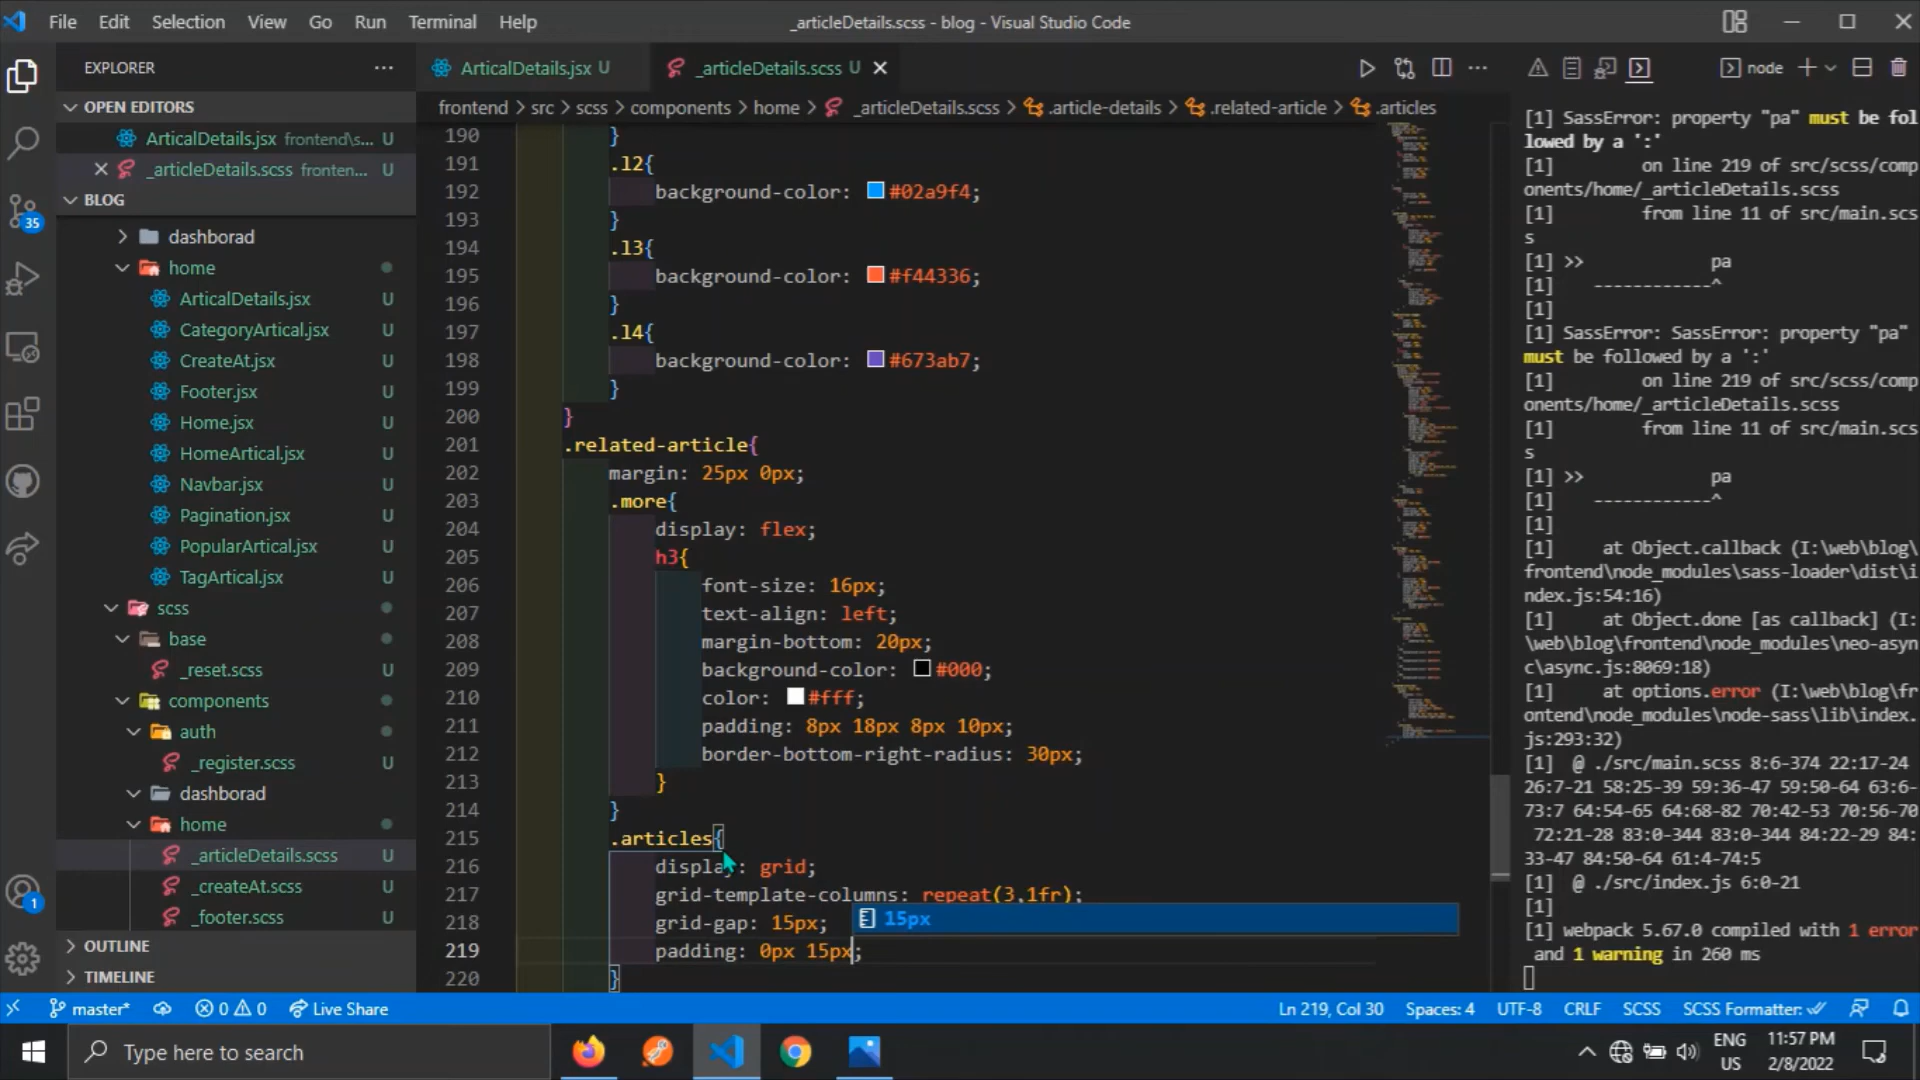 File Edit Selection View Go Run Terminal Help
_articleDetails.scss - blog - Visual Studio Code
EXPLORER
OPEN EDITORS
ArticalDetails.jsx frontend\s... U
_articleDetails.scss fronten... U
BLOG
dashborad
home
ArticalDetails.jsx U
CategoryArtical.jsx U
CreateAt.jsx U
Footer.jsx U
Home.jsx U
HomeArtical.jsx U
Navbar.jsx U
Pagination.jsx U
PopularArtical.jsx U
TagArtical.jsx U
scss
base
_reset.scss U
components
auth
_register.scss U
dashborad
home
_articleDetails.scss U
_createAt.scss U
_footer.scss U
OUTLINE
TIMELINE
35
1
ArticalDetails.jsx U
_articleDetails.scss U
frontend > src > scss > components > home > _articleDetails.scss > .article-details > .related-article > .articles
190 }
191 .l2{
192 background-color: #02a9f4;
193 }
194 .l3{
195 background-color: #f44336;
196 }
197 .l4{
198 background-color: #673ab7;
199 }
200 }
201 .related-article{
202 margin: 25px 0px;
203 .more{
204 display: flex;
205 h3{
206 font-size: 16px;
207 text-align: left;
208 margin-bottom: 20px;
209 background-color: #000;
210 color: #fff;
211 padding: 8px 18px 8px 10px;
212 border-bottom-right-radius: 30px;
213 }
214 }
215 .articles{
216 display: grid;
217 grid-template-columns: repeat(3,1fr);
218 grid-gap: 15px;
15px
219 padding: 0px 15px;
220 }
node
[1] SassError: property "pa" must be fol
lowed by a ':'
[1] on line 219 of src/scss/comp
onents/home/_articleDetails.scss
[1] from line 11 of src/main.scs
s
[1] >> pa
[1] ------------^
[1]
[1] SassError: SassError: property "pa"
must be followed by a ':'
[1] on line 219 of src/scss/comp
onents/home/_articleDetails.scss
[1] from line 11 of src/main.scs
s
[1] >> pa
[1] ------------^
[1]
[1] at Object.callback (I:\web\blog\
frontend\node_modules\sass-loader\dist\i
ndex.js:54:16)
[1] at Object.done [as callback] (I:
\web\blog\frontend\node_modules\neo-asyn
c\async.js:8069:18)
[1] at options.error (I:\web\blog\fr
ontend\node_modules\node-sass\lib\index.
js:293:32)
[1] @ ./src/main.scss 8:6-374 22:17-24
26:7-21 58:25-39 59:36-47 59:50-64 63:6-
73:7 64:54-65 64:68-82 70:42-53 70:56-70
72:21-28 83:0-344 83:0-344 84:22-29 84:
33-47 84:50-64 61:4-74:5
[1] @ ./src/index.js 6:0-21
[1]
[1] webpack 5.67.0 compiled with 1 error
and 1 warning in 260 ms
master* 0 0 Live Share
Ln 219, Col 30 Spaces: 4 UTF-8 CRLF SCSS SCSS Formatter:
Type here to search
ENG
US
11:57 PM
2/8/2022